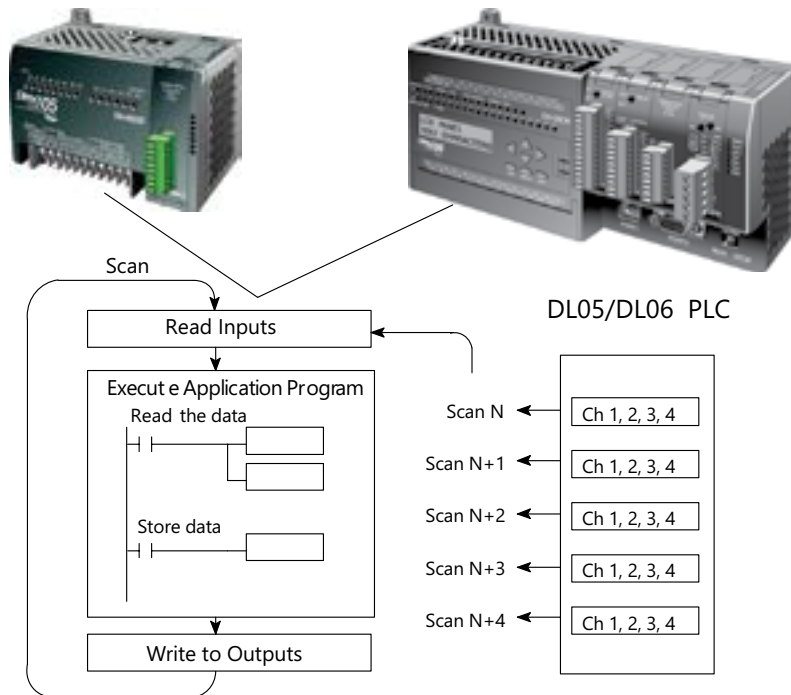 Scan
Read Inputs
DL05/DL06 PLC
Execut e Application Program
Read the data
Store data
Write to Outputs
Scan N
Ch 1, 2, 3, 4
Scan N+1
Ch 1, 2, 3, 4
Scan N+2
Ch 1, 2, 3, 4
Scan N+3
Ch 1, 2, 3, 4
Scan N+4
Ch 1, 2, 3, 4